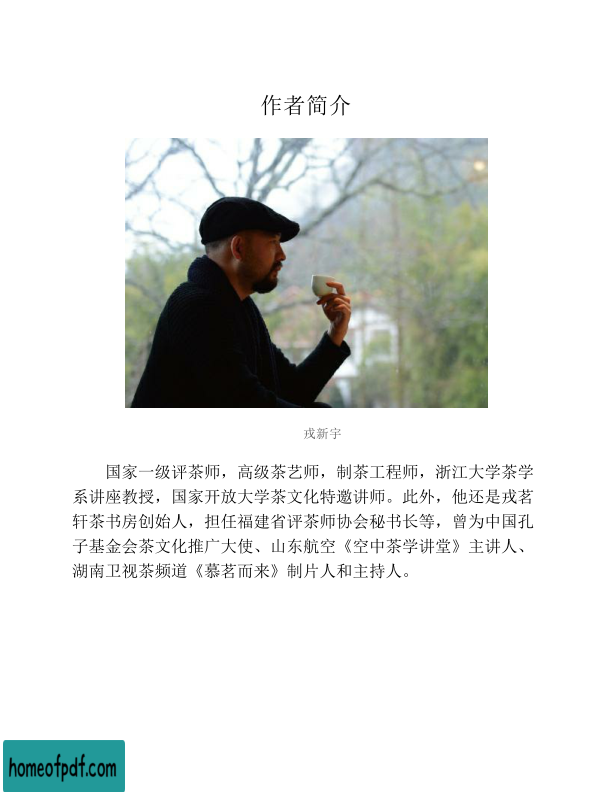 作者简介
戎新宇
国家一级评茶师，高级茶艺师，制茶工程师，浙江大学茶学
系讲座教授，国家开放大学茶文化特邀讲师。此外，他还是戎茗
轩茶书房创始人，担任福建省评茶师协会秘书长等，曾为中国孔
子基金会茶文化推广大使、山东航空《空中茶学讲堂》主讲人、
湖南卫视茶频道《慕茗而来》制片人和主持人。
homeofpdf.com